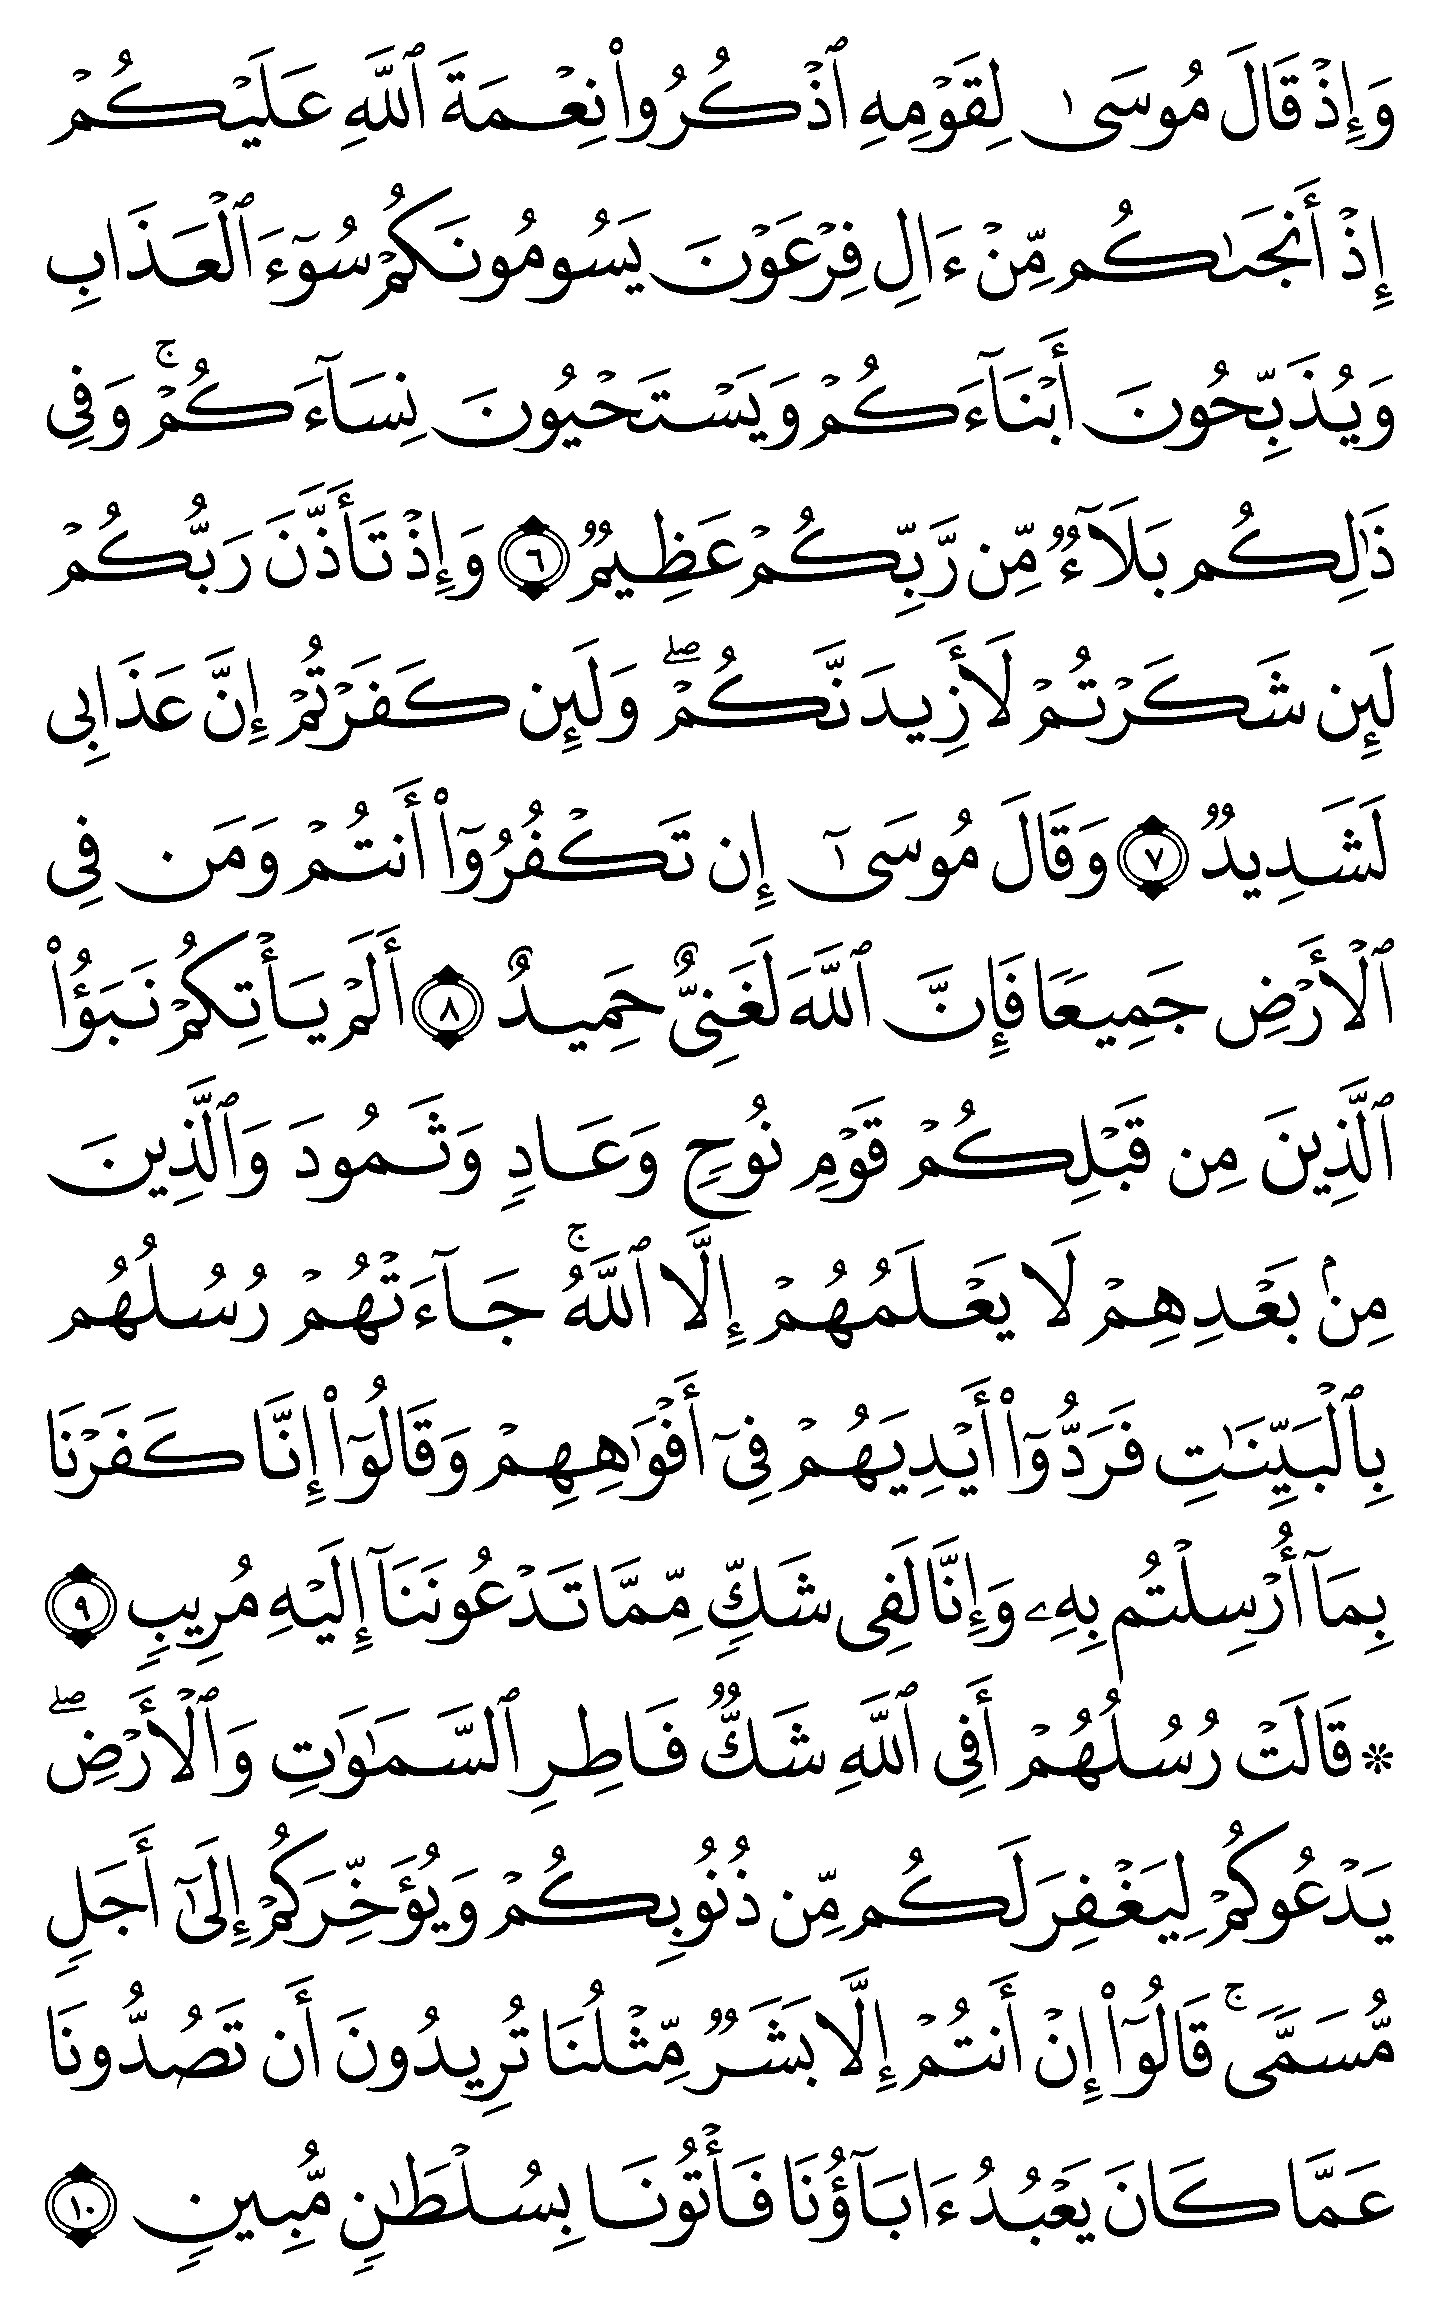 وَإِذۡ قَالَ مُوسَىٰ لِقَوۡمِهِ ٱذۡكُرُواْ نِعۡمَةَ ٱللَّهِ عَلَيۡكُمۡ
إِذۡ أَنجَىٰكُم مِّنۡ ءَالِ فِرۡعَوۡنَ يَسُومُونَكُمۡ سُوٓءَ ٱلۡعَذَابِ
وَيُذَبِّحُونَ أَبۡنَآءَكُمۡ وَيَسۡتَحۡيُونَ نِسَآءَكُمۡۚ وَفِي
ذَٰلِكُم بَلَآءٞ مِّن رَّبِّكُمۡ عَظِيمٞ ٦ وَإِذۡ تَأَذَّنَ رَبُّكُمۡ
لَئِن شَكَرۡتُمۡ لَأَزِيدَنَّكُمۡۖ وَلَئِن كَفَرۡتُمۡ إِنَّ عَذَابِي
لَشَدِيدٞ ٧ وَقَالَ مُوسَىٰٓ إِن تَكۡفُرُوٓاْ أَنتُمۡ وَمَن فِي
ٱلۡأَرۡضِ جَمِيعٗا فَإِنَّ ٱللَّهَ لَغَنِيٌّ حَمِيدٌ ٨ أَلَمۡ يَأۡتِكُمۡ نَبَؤُاْ
ٱلَّذِينَ مِن قَبۡلِكُمۡ قَوۡمِ نُوحٖ وَعَادٖ وَثَمُودَ وَٱلَّذِينَ
مِنۢ بَعۡدِهِمۡ لَا يَعۡلَمُهُمۡ إِلَّا ٱللَّهُۚ جَآءَتۡهُمۡ رُسُلُهُم
بِٱلۡبَيِّنَٰتِ فَرَدُّوٓاْ أَيۡدِيَهُمۡ فِيٓ أَفۡوَٰهِهِمۡ وَقَالُوٓاْ إِنَّا كَفَرۡنَا
بِمَآ أُرۡسِلۡتُم بِهِۦ وَإِنَّا لَفِي شَكّٖ مِّمَّا تَدۡعُونَنَآ إِلَيۡهِ مُرِيبٖ ٩
۞ قَالَتۡ رُسُلُهُمۡ أَفِي ٱللَّهِ شَكّٞ فَاطِرِ ٱلسَّمَٰوَٰتِ وَٱلۡأَرۡضِۖ
يَدۡعُوكُمۡ لِيَغۡفِرَ لَكُم مِّن ذُنُوبِكُمۡ وَيُؤَخِّرَكُمۡ إِلَىٰٓ أَجَلٖ
مُّسَمّٗىۚ قَالُوٓاْ إِنۡ أَنتُمۡ إِلَّا بَشَرٞ مِّثۡلُنَا تُرِيدُونَ أَن تَصُدُّونَا
عَمَّا كَانَ يَعۡبُدُ ءَابَآؤُنَا فَأۡتُونَا بِسُلۡطَٰنٖ مُّبِينٖ ١٠